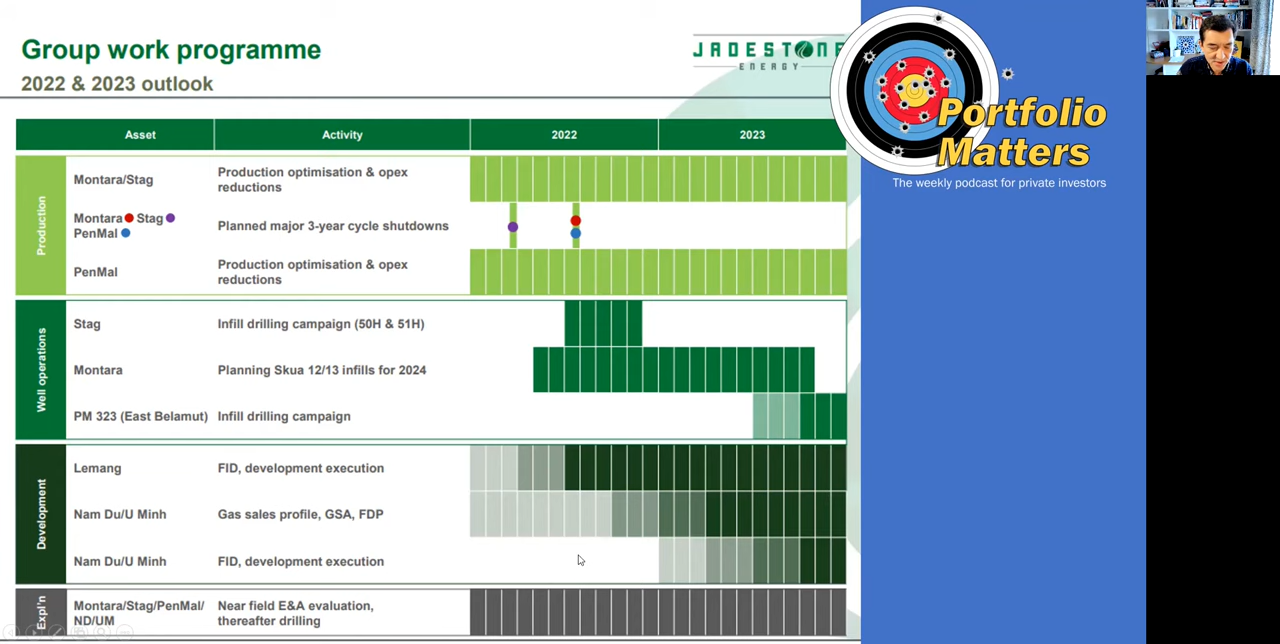 Group work programme
2022 & 2023 outlook
JADESTONE
ENERGY
Portfolio
Matters
The weekly podcast for private investors
Asset
Activity
2022
2023
Production
Montara/Stag
Production optimisation & opex
reductions
Montara Stag
PenMal
Planned major 3-year cycle shutdowns
PenMal
Production optimisation & opex
reductions
Well operations
Stag
Infill drilling campaign (50H & 51H)
Montara
Planning Skua 12/13 infills for 2024
PM 323 (East Belamut)
Infill drilling campaign
Development
Lemang
FID, development execution
Nam Du/U Minh
Gas sales profile, GSA, FDP
Nam Du/U Minh
FID, development execution
Expl'n
Montara/Stag/PenMal/
ND/UM
Near field E&A evaluation,
thereafter drilling